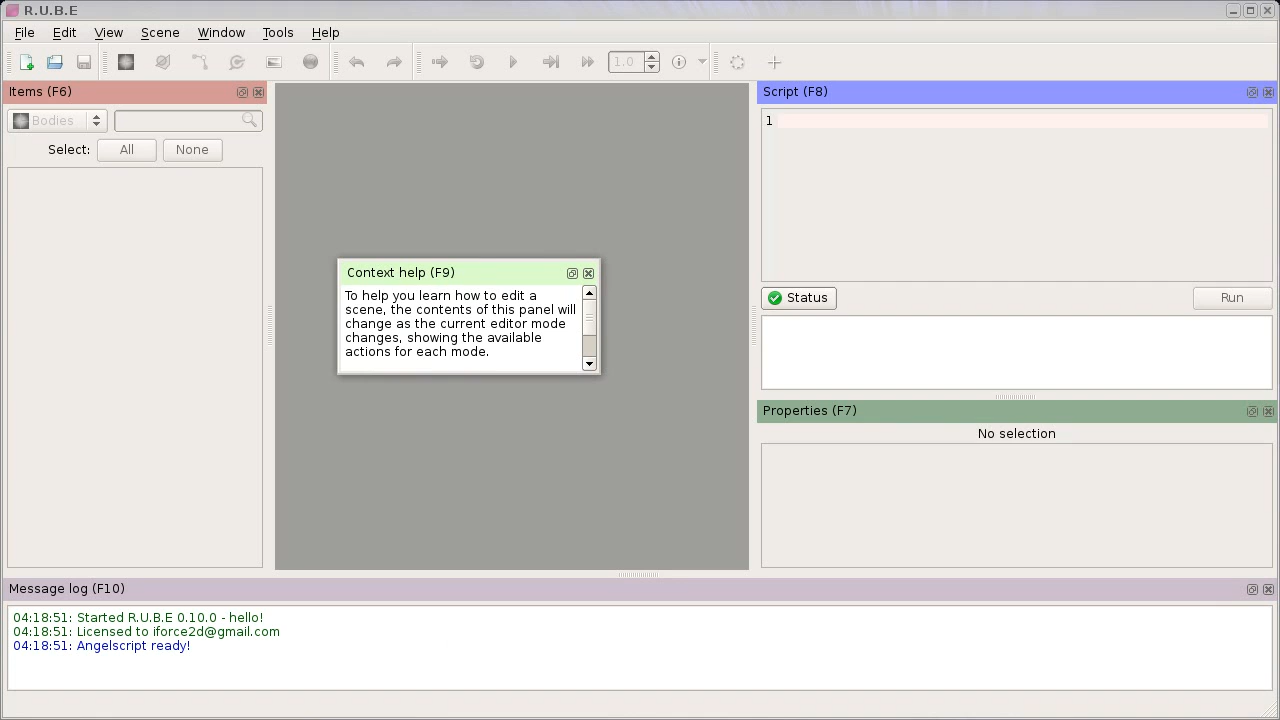 R.U.B.E
File Edit View Scene Window Tools Help
1.0
Items (F6)
Bodies
Select: All None
Context help (F9)
To help you learn how to edit a
scene, the contents of this panel will
change as the current editor mode
changes, showing the available
actions for each mode.
Script (F8)
1
Status Run
Properties (F7)
No selection
Message log (F10)
04:18:51: Started R.U.B.E 0.10.0 - hello!
04:18:51: Licensed to iforce2d@gmail.com
04:18:51: Angelscript ready!